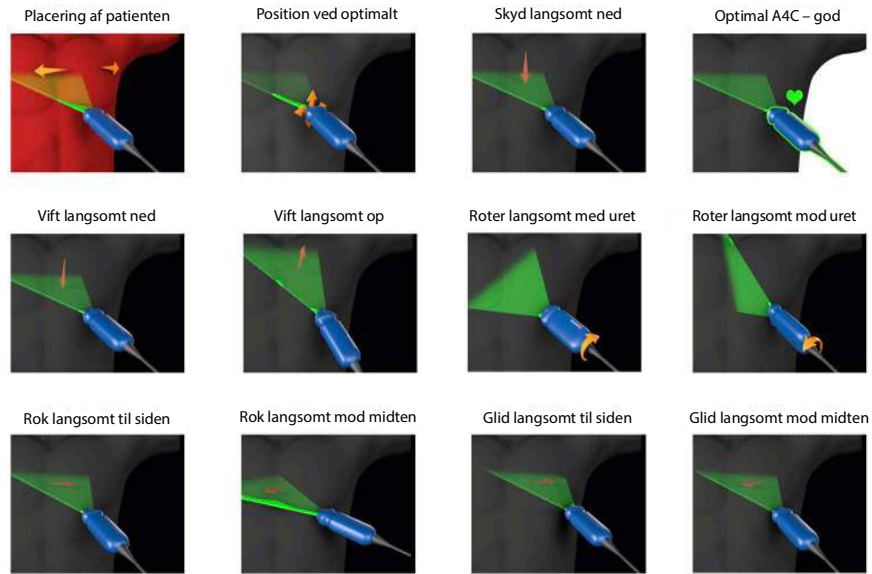 Placering af patienten
Position ved optimalt
Skyd langsomt ned
Optimal A4C – god
Vift langsomt ned
Vift langsomt op
Roter langsomt med uret
Roter langsomt mod uret
Rok langsomt til siden
Rok langsomt mod midten
Glid langsomt til siden
Glid langsomt mod midten